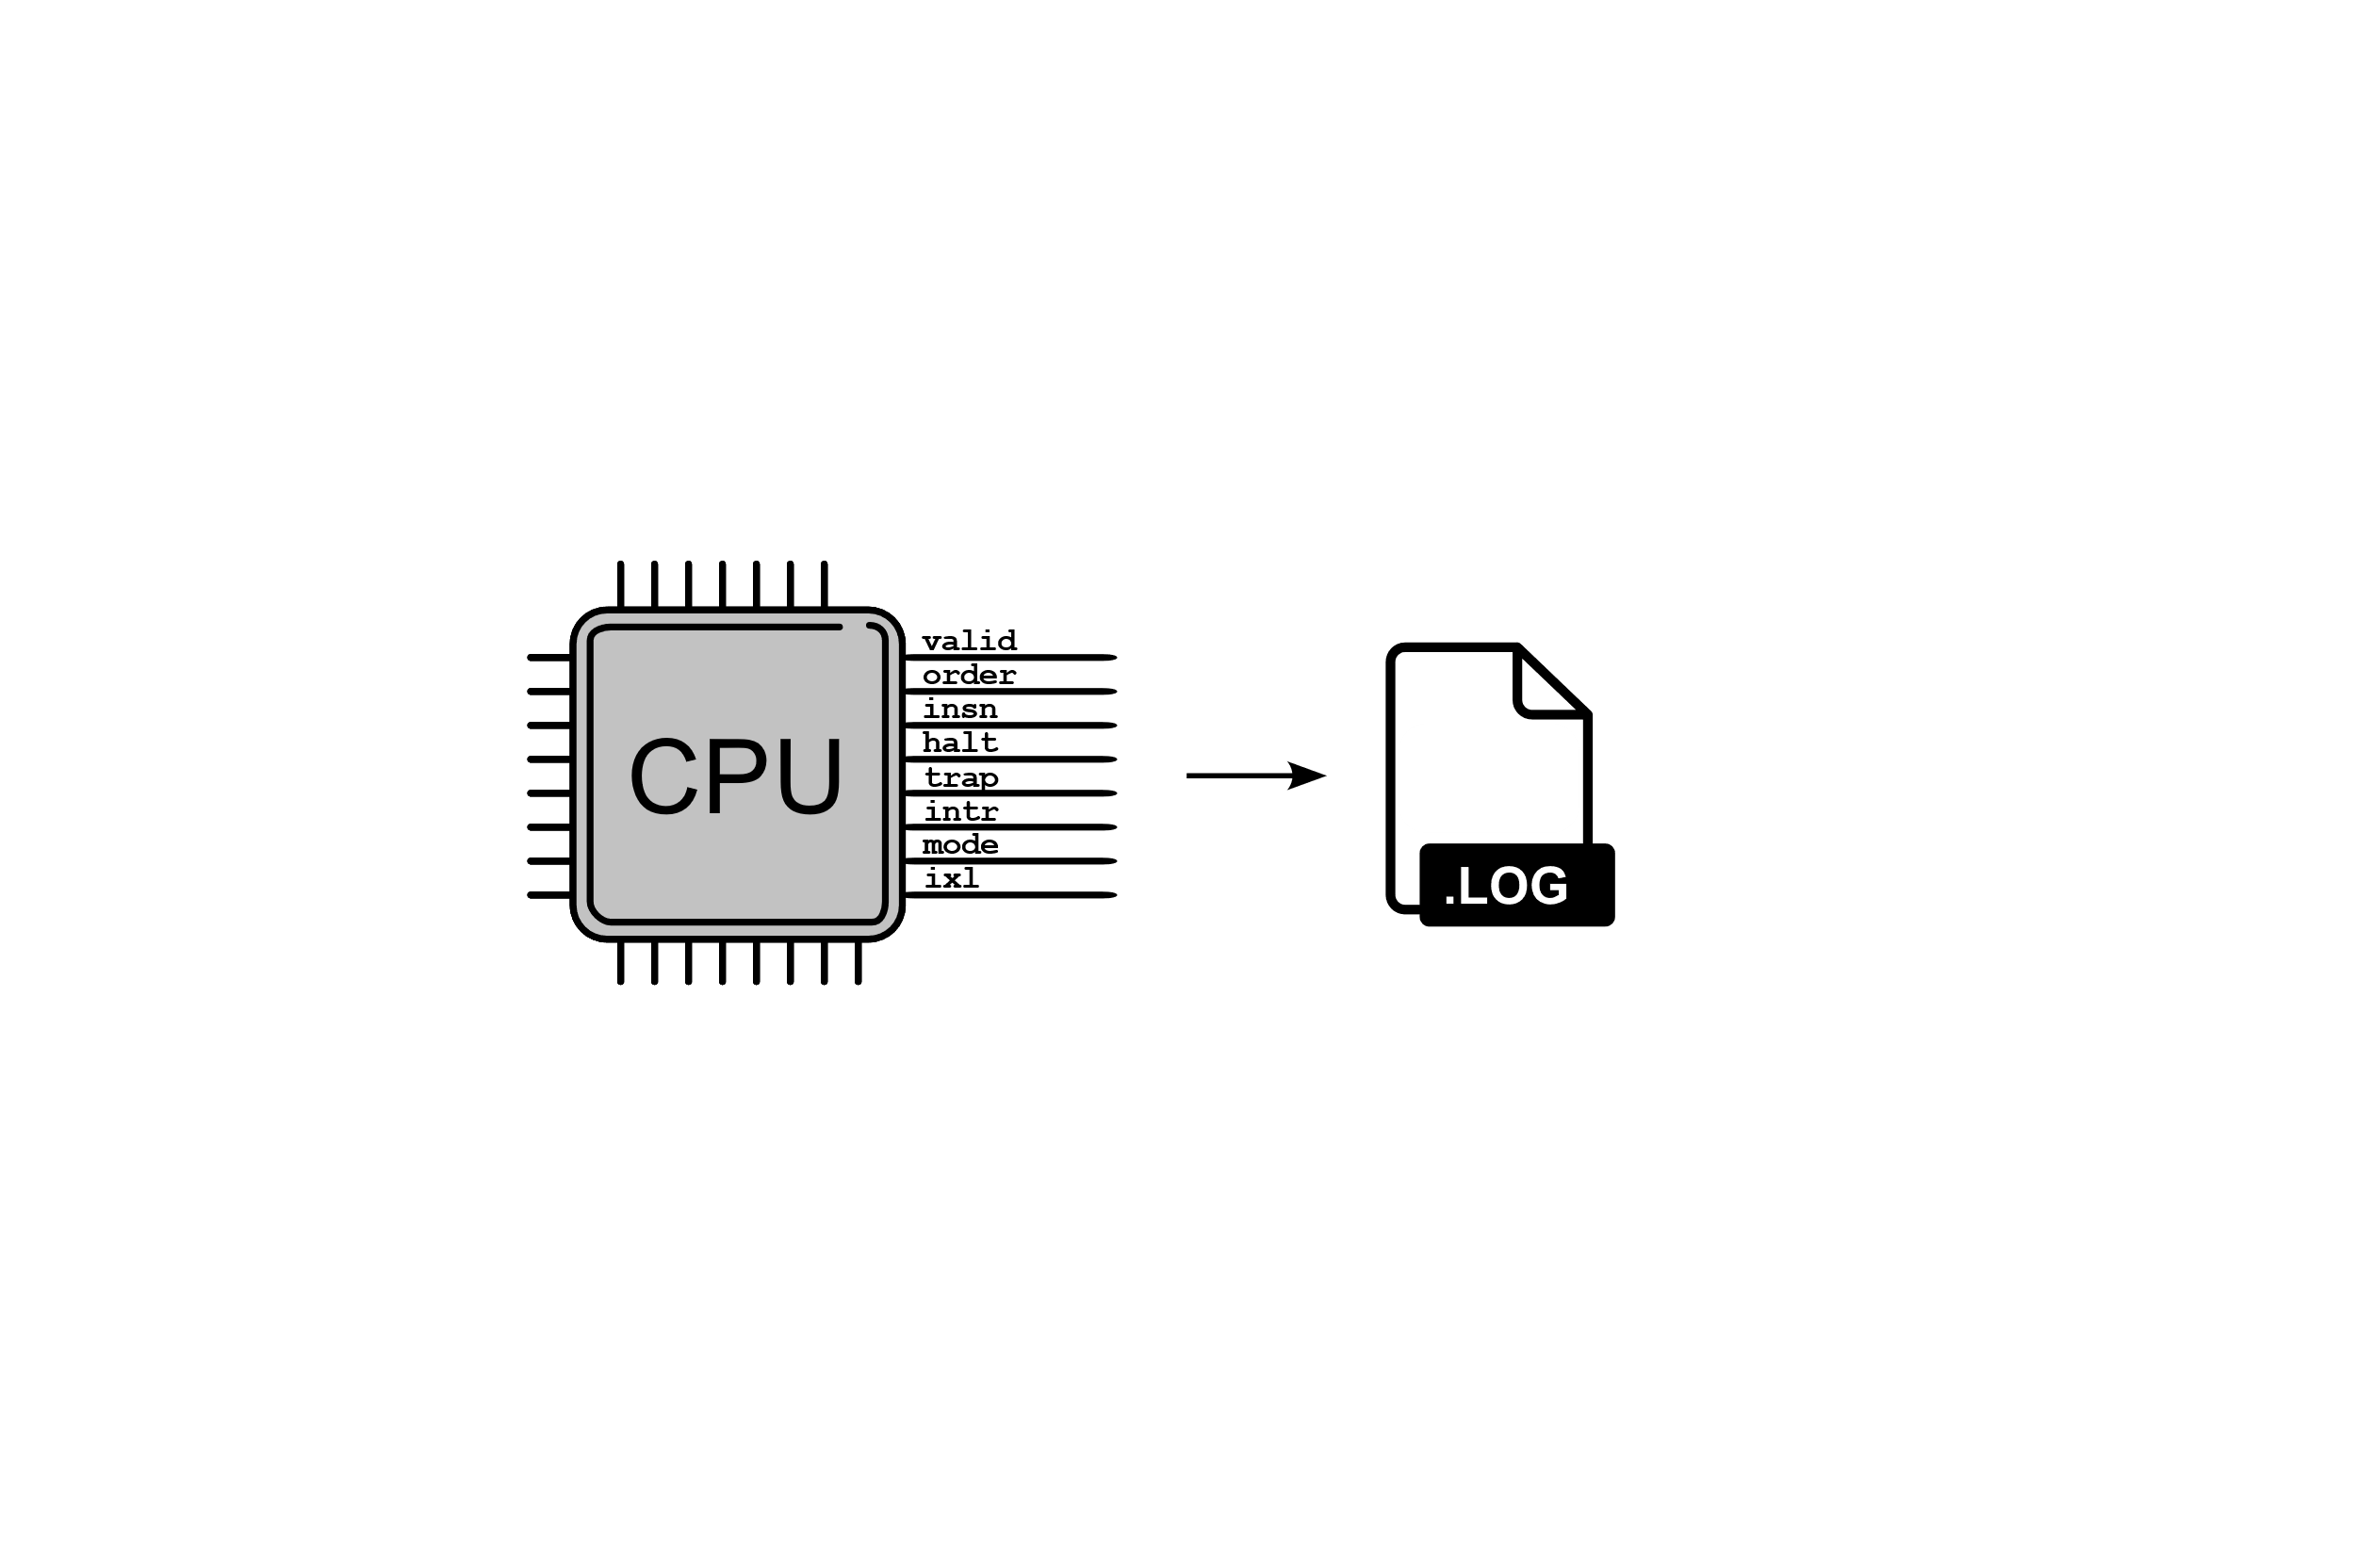 CPU
valid
order
insn
halt
trap
intr
mode
ixl
.LOG